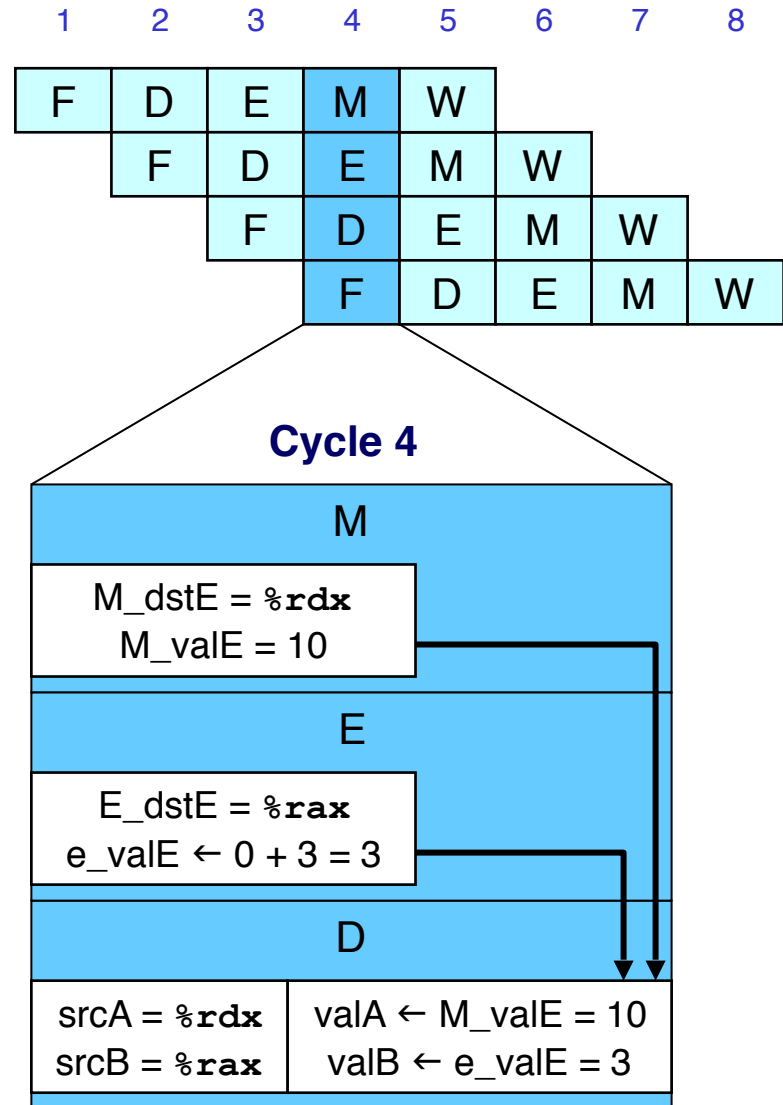 1 2 3 4 5 6 7 8
F D E M W
F D E M W
F D E M W
F D E M W
Cycle 4
M
M_dstE = %rdx
M_valE = 10
E
E_dstE = %rax
e_valE ← 0 + 3 = 3
D
srcA = %rdx valA ← M_valE = 10
srcB = %rax valB ← e_valE = 3